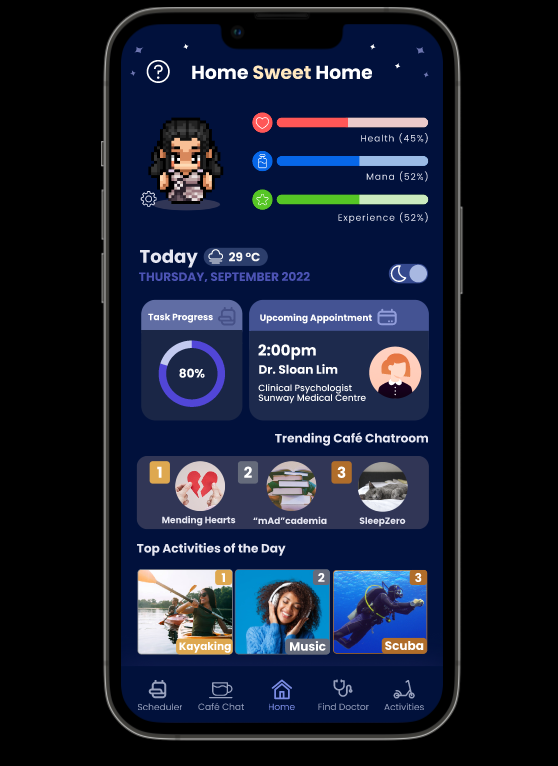 ?
Home Sweet Home
Health (45%)
Mana (52%)
Experience (52%)
Today
29 ºC
THURSDAY, SEPTEMBER 2022
Task Progress
80%
Upcoming Appointment
2:00pm
Dr. Sloan Lim
Clinical Psychologist
Sunway Medical Centre
Trending Café Chatroom
1
Mending Hearts
2
“mAd”cademia
3
SleepZero
Top Activities of the Day
1
Kayaking
2
Music
3
Scuba
Scheduler
Café Chat
Home
Find Doctor
Activities